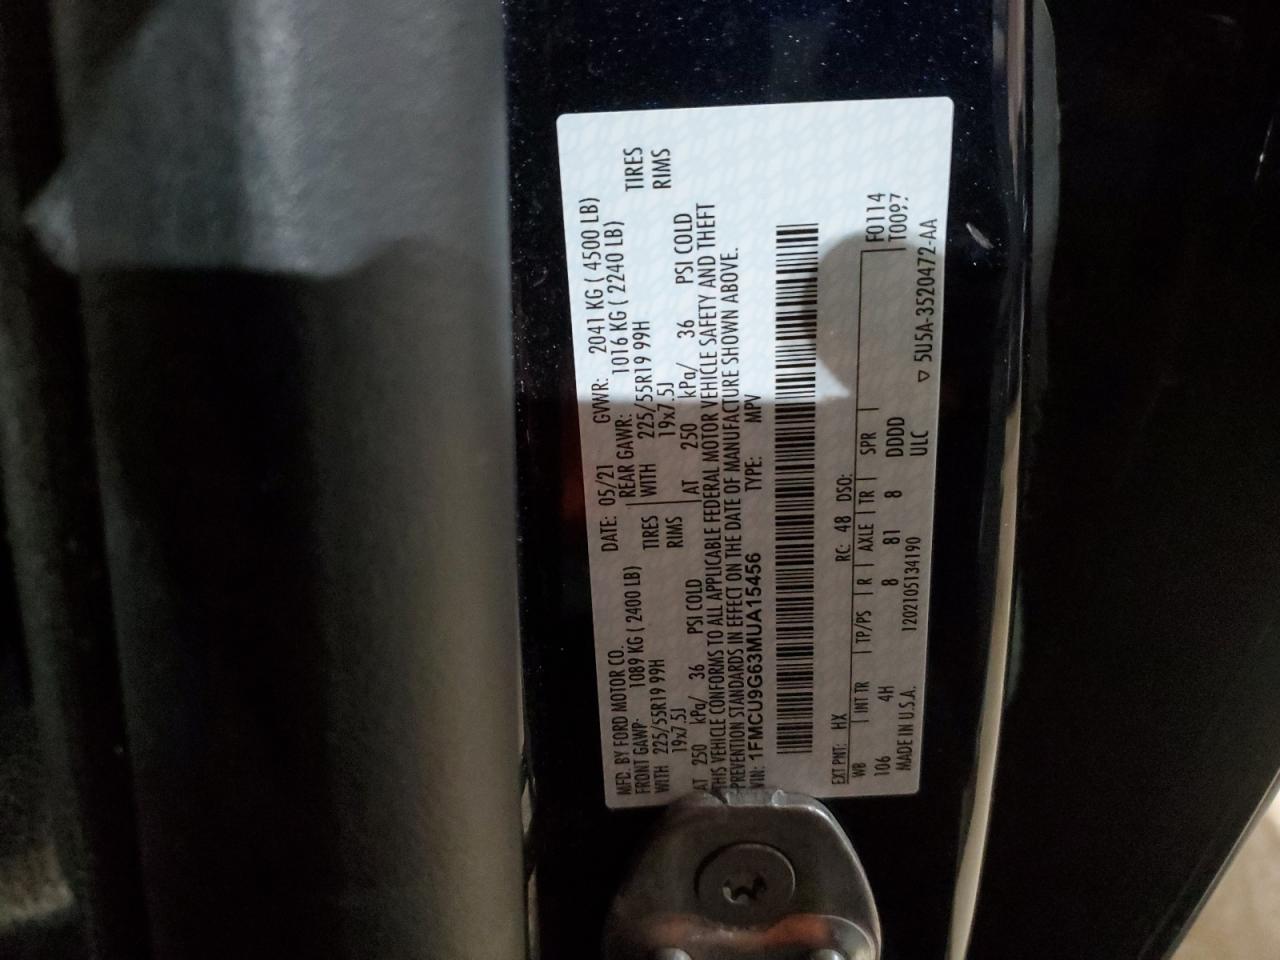 MFD. BY FORD MOTOR CO.
DATE: 05/21 GVWR: 2041 KG ( 4500 LB)
FRONT GAWR: 1089 KG ( 2400 LB) REAR GAWR: 1016 KG ( 2240 LB)
WITH 225/55R19 99H TIRES WITH 225/55R19 99H TIRES
19x7.5J RIMS 19x7.5J RIMS
AT 250 kPa/ 36 PSI COLD AT 250 kPa/ 36 PSI COLD
THIS VEHICLE CONFORMS TO ALL APPLICABLE FEDERAL MOTOR VEHICLE SAFETY AND THEFT
PREVENTION STANDARDS IN EFFECT ON THE DATE OF MANUFACTURE SHOWN ABOVE.
VIN: 1FMCU9G63MUA15456 TYPE: MPV
EXT PNT: HX RC: 48 DSO:
WB INT TR TP/PS R AXLE TR SPR F0114
106 4H 8 81 8 DDDD T0097
MADE IN U.S.A. 1202105134190 ULC ▽ 5U5A-3520472-AA